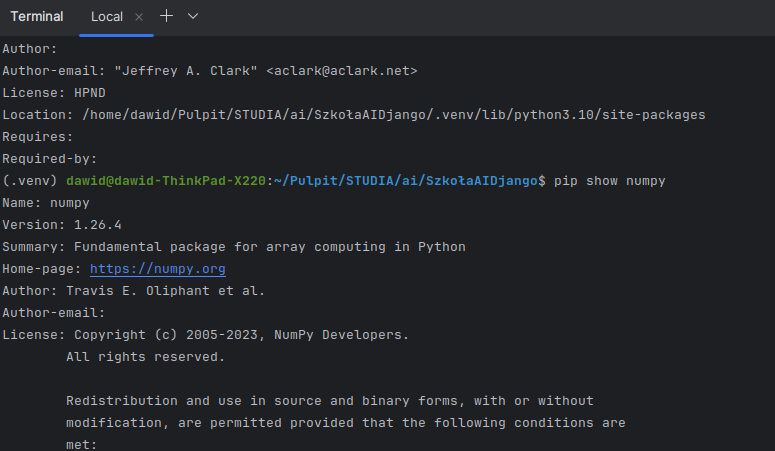 Terminal Local × + ⌄
Author:
Author-email: "Jeffrey A. Clark" <aclark@aclark.net>
License: HPND
Location: /home/dawid/Pulpit/STUDIA/ai/SzkołaAIDjango/.venv/lib/python3.10/site-packages
Requires:
Required-by:
(.venv) dawid@dawid-ThinkPad-X220:~/Pulpit/STUDIA/ai/SzkołaAIDjango$ pip show numpy
Name: numpy
Version: 1.26.4
Summary: Fundamental package for array computing in Python
Home-page: https://numpy.org
Author: Travis E. Oliphant et al.
Author-email:
License: Copyright (c) 2005-2023, NumPy Developers.
        All rights reserved.

        Redistribution and use in source and binary forms, with or without
        modification, are permitted provided that the following conditions are
        met: